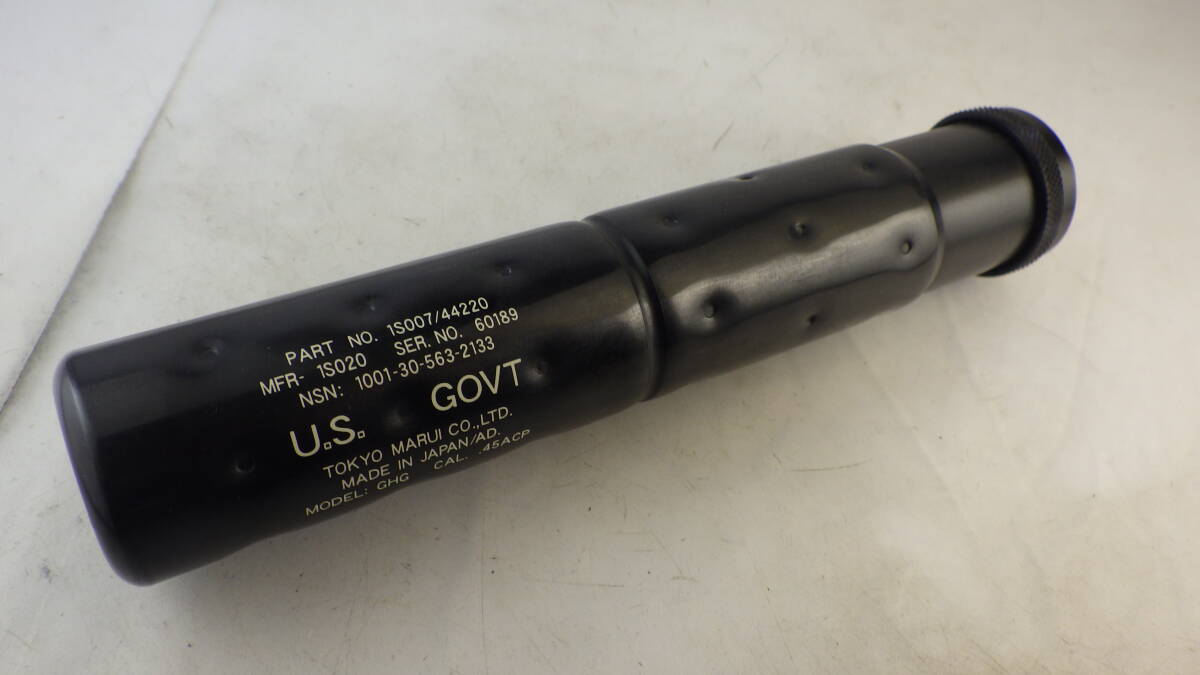 PART NO. 1S007/44220
MFR- 1S020 SER. NO. 60189
NSN: 1001-30-563-2133
U.S. GOVT
TOKYO MARUI CO.,LTD.
MADE IN JAPAN/AD.
MODEL: GHG CAL. .45ACP